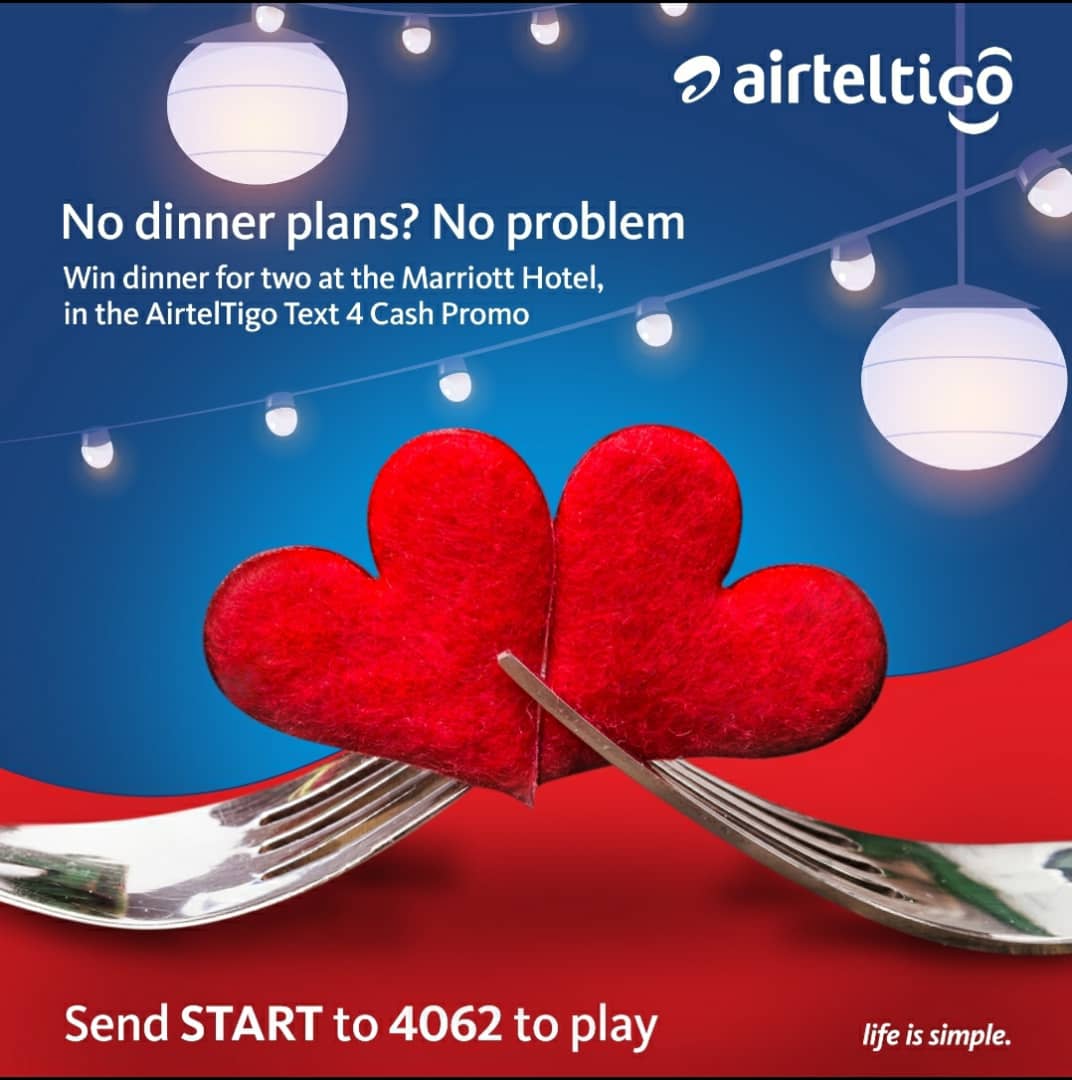 airteltigo
No dinner plans? No problem
Win dinner for two at the Marriott Hotel,
in the AirtelTigo Text 4 Cash Promo
Send START to 4062 to play
life is simple.